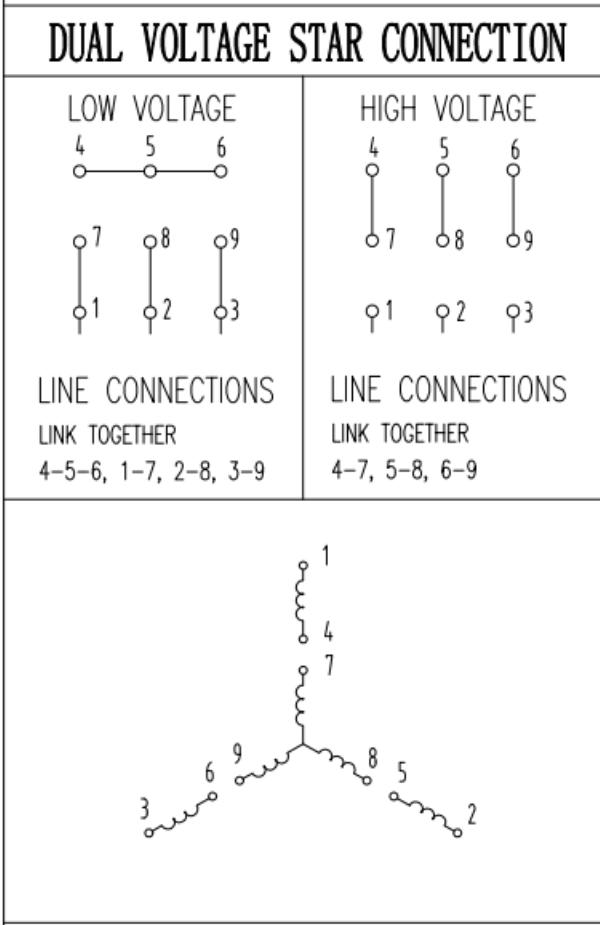 DUAL VOLTAGE STAR CONNECTION
LOW VOLTAGE
4 5 6
7 8 9
1 2 3
LINE CONNECTIONS
LINK TOGETHER
4-5-6, 1-7, 2-8, 3-9
HIGH VOLTAGE
4 5 6
7 8 9
1 2 3
LINE CONNECTIONS
LINK TOGETHER
4-7, 5-8, 6-9
1
4
7
9 8
6 5
3 2